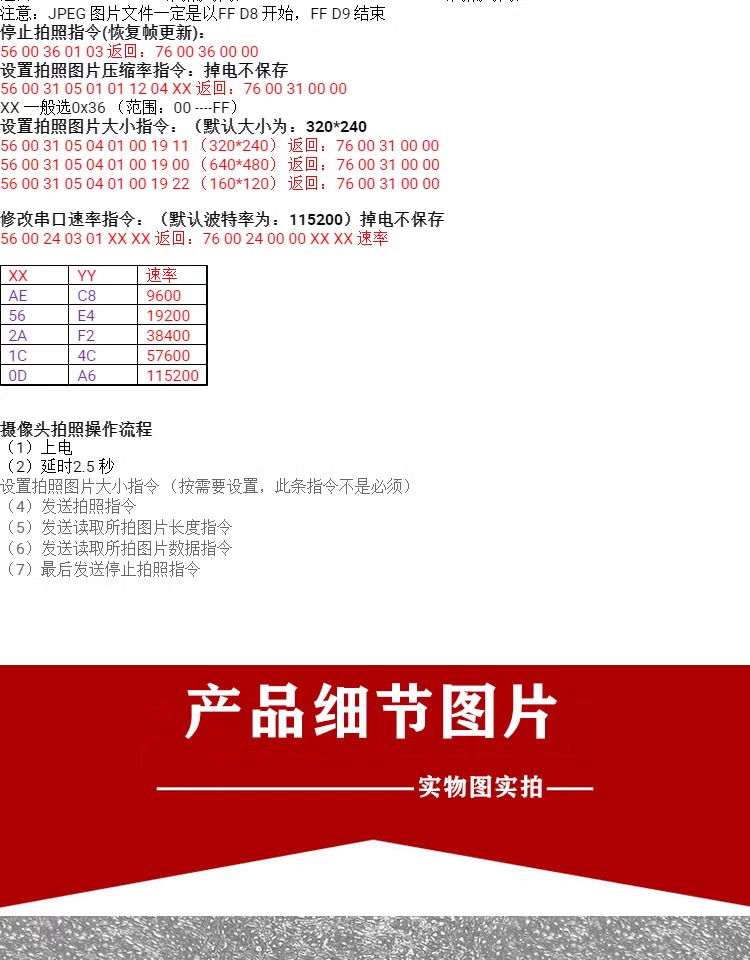 注意：JPEG 图片文件一定是以FF D8 开始，FF D9 结束
停止拍照指令(恢复帧更新)：
56 00 36 01 03 返回：76 00 36 00 00
设置拍照图片压缩率指令：掉电不保存
56 00 31 05 01 01 12 04 XX 返回：76 00 31 00 00
XX 一般选0x36 （范围：00 ----FF）
设置拍照图片大小指令：（默认大小为：320*240
56 00 31 05 04 01 00 19 11（320*240） 返回：76 00 31 00 00
56 00 31 05 04 01 00 19 00（640*480） 返回：76 00 31 00 00
56 00 31 05 04 01 00 19 22（160*120） 返回：76 00 31 00 00
修改串口速率指令：（默认波特率为：115200）掉电不保存
56 00 24 03 01 XX XX 返回：76 00 24 00 00 XX XX 速率
XX YY 速率
AE C8 9600
56 E4 19200
2A F2 38400
1C 4C 57600
0D A6 115200
摄像头拍照操作流程
（1）上电
（2）延时2.5 秒
设置拍照图片大小指令 （按需要设置，此条指令不是必须）
（4）发送拍照指令
（5）发送读取所拍图片长度指令
（6）发送读取所拍图片数据指令
（7）最后发送停止拍照指令
产品细节图片
实物图实拍